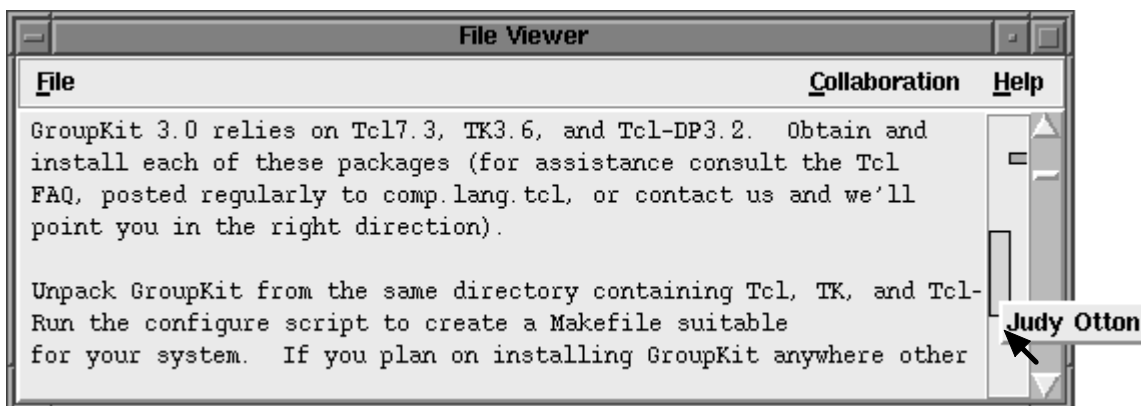 File Viewer
File Collaboration Help
GroupKit 3.0 relies on Tcl7.3, TK3.6, and Tcl-DP3.2. Obtain and
install each of these packages (for assistance consult the Tcl
FAQ, posted regularly to comp.lang.tcl, or contact us and we'll
point you in the right direction).
Unpack GroupKit from the same directory containing Tcl, TK, and Tcl-
Run the configure script to create a Makefile suitable
for your system. If you plan on installing GroupKit anywhere other
Judy Otton